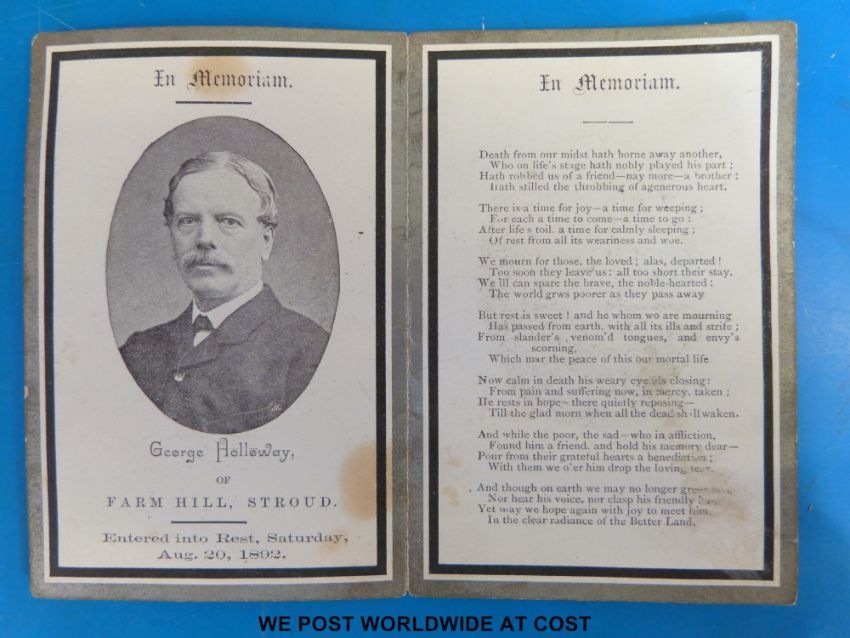 In Memoriam.
George Holloway,
OF
FARM HILL, STROUD.
Entered into Rest, Saturday,
Aug. 20, 1892.
In Memoriam.
Death from our midst hath borne away another,
Who on life's stage hath nobly played his part ;
Hath robbed us of a friend—nay more—a brother :
Hath stilled the throbbing of agenerous heart.
There is a time for joy—a time for weeping ;
For each a time to come—a time to go :
After life s toil. a time for calmly sleeping ;
Of rest from all its weariness and woe.
We mourn for those, the loved ; alas, departed !
Too soon they leave us : all too short their stay.
We ill can spare the brave, the noble-hearted :
The world grws poorer as they pass away
But rest is sweet ! and he whom wo are mourning
Has passed from earth, with all its ills and strife ;
From slander's venom'd tongues, and envy's
scorning,
Which mar the peace of this our mortal life
Now calm in death his weary closing :
From pain and suffering now, in mercy, taken ;
He rests in hope—there quietly reposing—
Till the glad morn when all the dead shall waken.
And while the poor, the sad—who in affliction,
Found him a friend, and hold his memory dear—
Pour from their grateful hearts a benediction ;
With them we o'er him drop the loving tear.
And though on earth we may no longer
Nor hear his voice, nor clasp his friendly
Yet may we hope again with joy to meet him.
In the clear radiance of the Better Land.
WE POST WORLDWIDE AT COST